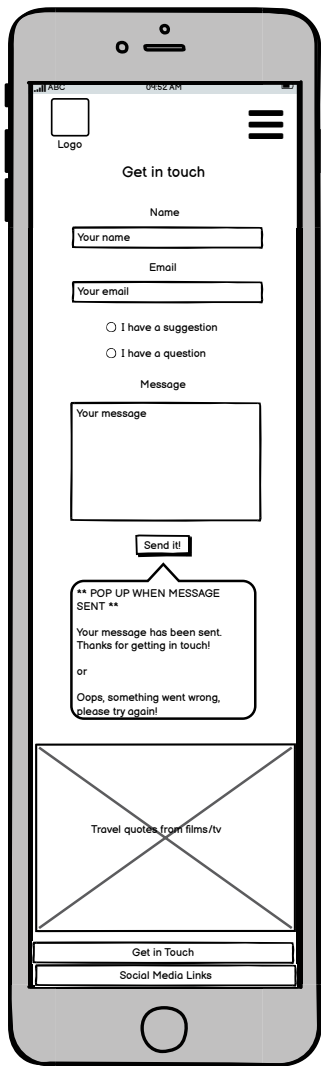 ABC 09:52 AM
Logo
Get in touch
Name
Your name
Email
Your email
I have a suggestion
I have a question
Message
Your message
Send it!
** POP UP WHEN MESSAGE
SENT **
Your message has been sent.
Thanks for getting in touch!
or
Oops, something went wrong,
please try again!
Travel quotes from films/tv
Get in Touch
Social Media Links